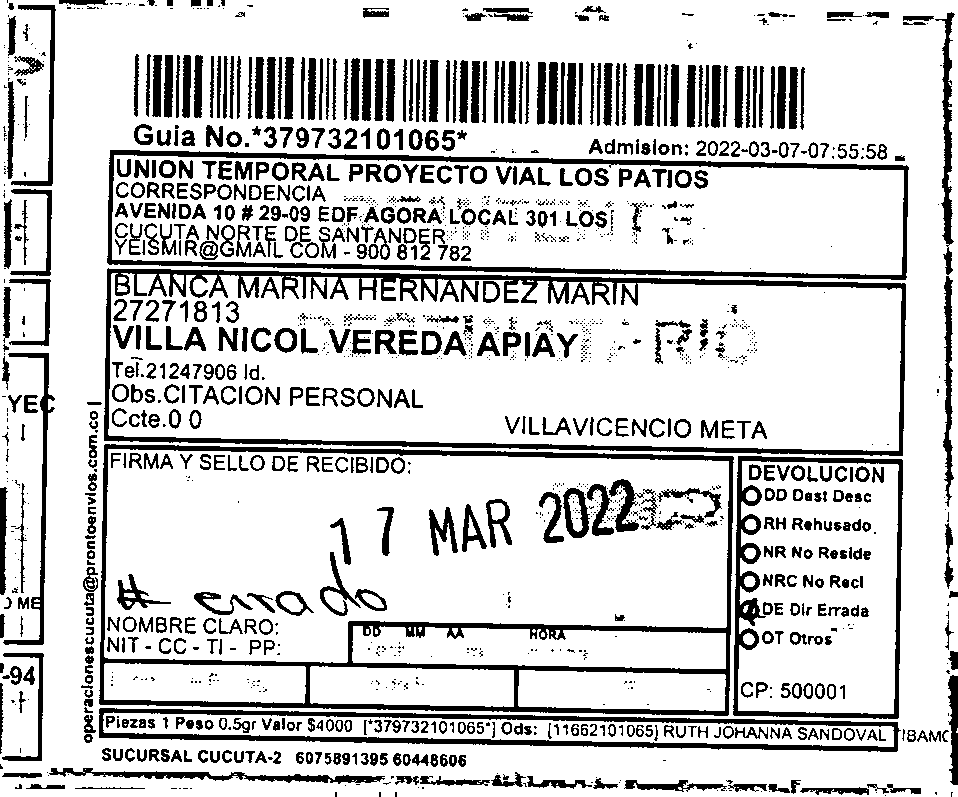 Guia No.*379732101065*
Admision: 2022-03-07-07:55:58
UNION TEMPORAL PROYECTO VIAL LOS PATIOS
CORRESPONDENCIA
AVENIDA 10 # 29-09 EDF AGORA LOCAL 301 LOS
CUCUTA NORTE DE SANTANDER
YEISMIR@GMAIL COM - 900 812 782
BLANCA MARINA HERNANDEZ MARIN
27271813
DESTINATARIO
VILLA NICOL VEREDA APIAY
Tel.21247906 Id.
Obs.CITACION PERSONAL
Ccte.0 0
VILLAVICENCIO META
FIRMA Y SELLO DE RECIBIDO:
17 MAR 2022
# errado
NOMBRE CLARO:
NIT - CC - TI - PP:
DD MM AA HORA
DEVOLUCION
DD Dest Desc
RH Rehusado
NR No Reside
NRC No Recl
DE Dir Errada
OT Otros
CP: 500001
operacionescucuta@prontoenvios.com.co |
Piezas 1 Peso 0.5gr Valor $4000 [*379732101065*] Ods: [11662101065] RUTH JOHANNA SANDOVAL TIBAMO
SUCURSAL CUCUTA-2 6075891395 60448606
YEC
O ME
-94